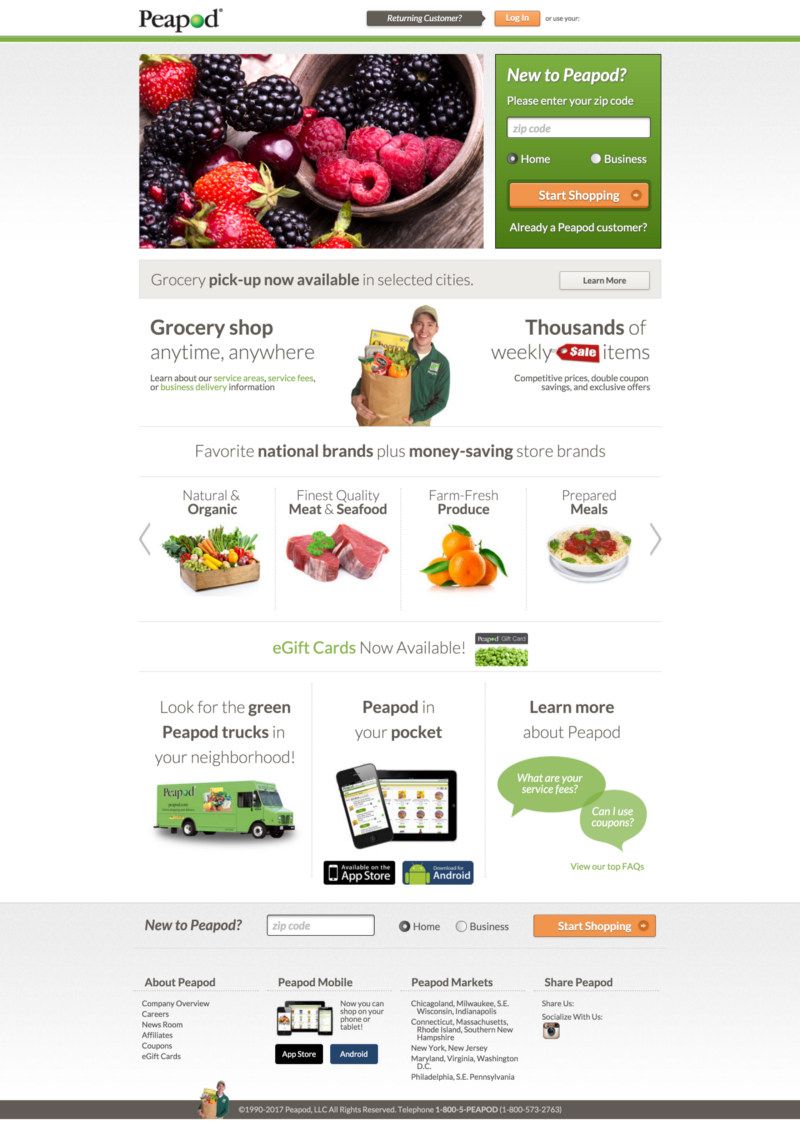 Peapod®
Returning Customer?
Log In
or use your:
New to Peapod?
Please enter your zip code
zip code
Home
Business
Start Shopping
Already a Peapod customer?
Grocery pick-up now available in selected cities.
Learn More
Grocery shop
anytime, anywhere
Learn about our service areas, service fees,
or business delivery information
Cheerios
Thousands of
weekly Sale items
Competitive prices, double coupon
savings, and exclusive offers
Favorite national brands plus money-saving store brands
Natural &
Organic
Finest Quality
Meat & Seafood
Farm-Fresh
Produce
Prepared
Meals
eGift Cards Now Available!
Peapod Gift Card
Look for the green
Peapod trucks in
your neighborhood!
Peapod
peapod.com
Peapod in
your pocket
Available on the
App Store
Download for
Android
Learn more
about Peapod
What are your
service fees?
Can I use
coupons?
View our top FAQs
New to Peapod?
zip code
Home
Business
Start Shopping
About Peapod
Company Overview
Careers
News Room
Affiliates
Coupons
eGift Cards
Peapod Mobile
Now you can
shop on your
phone or
tablet!
App Store
Android
Peapod Markets
Chicagoland, Milwaukee, S.E.
Wisconsin, Indianapolis
Connecticut, Massachusetts,
Rhode Island, Southern New
Hampshire
New York, New Jersey
Maryland, Virginia, Washington
D.C.
Philadelphia, S.E. Pennsylvania
Share Peapod
Share Us:
Socialize With Us:
©1990-2017 Peapod, LLC All Rights Reserved. Telephone 1-800-5-PEAPOD (1-800-573-2763)